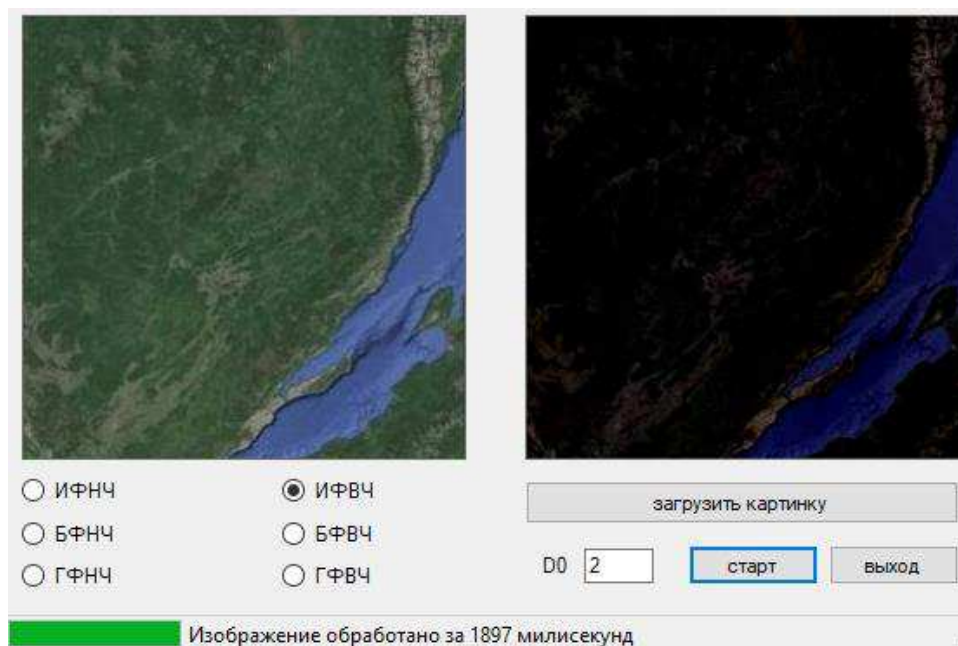 ИФНЧ ИФВЧ загрузить картинку
БФНЧ БФВЧ
D0 2 старт выход
ГФНЧ ГФВЧ
Изображение обработано за 1897 милисекунд